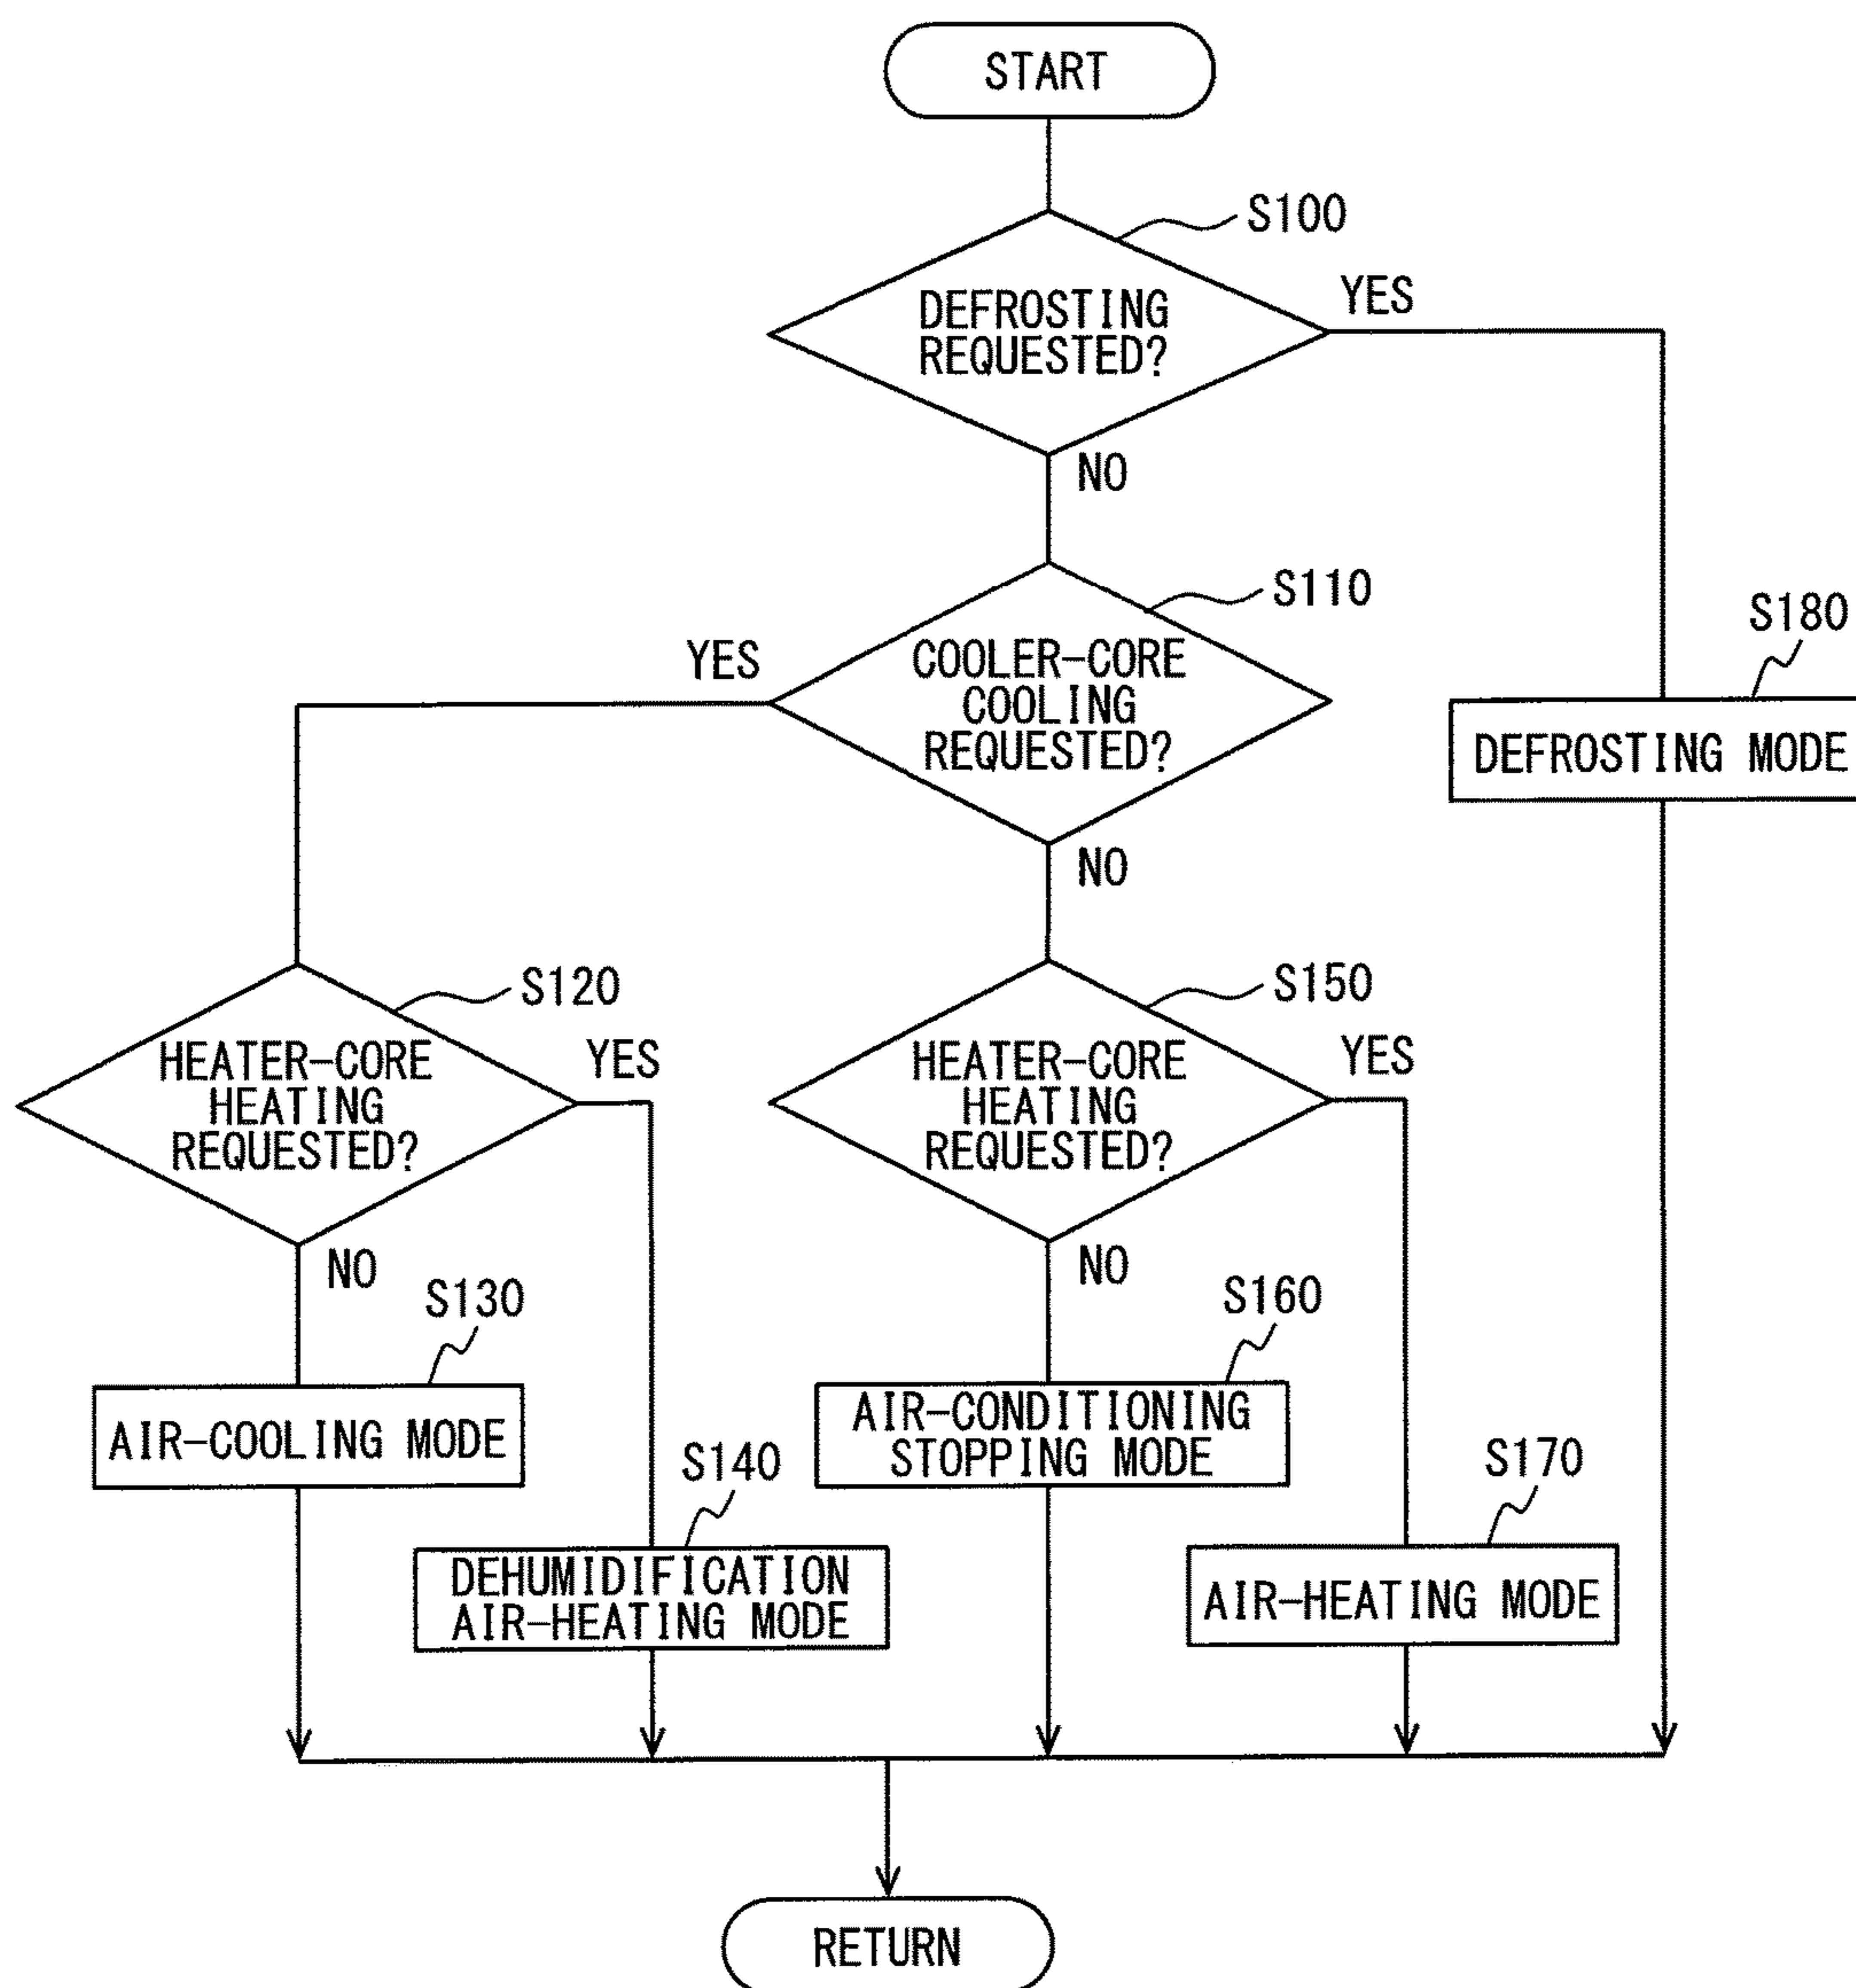 START
S100
DEFROSTING
REQUESTED?
YES
NO
S110
COOLER-CORE
COOLING
REQUESTED?
YES
NO
S180
DEFROSTING MODE
S120
HEATER-CORE
HEATING
REQUESTED?
YES
NO
S150
HEATER-CORE
HEATING
REQUESTED?
YES
NO
S130
AIR-COOLING MODE
S140
DEHUMIDIFICATION
AIR-HEATING MODE
S160
AIR-CONDITIONING
STOPPING MODE
S170
AIR-HEATING MODE
RETURN